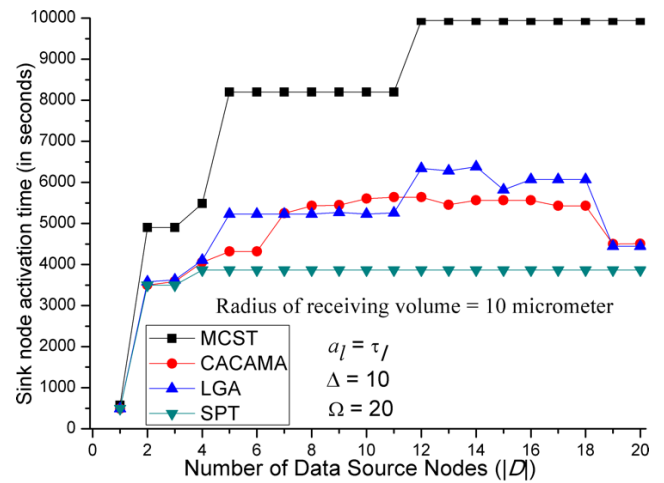 10000
9000
8000
7000
6000
5000
4000
3000
2000
1000
0
Sink node activation time (in seconds)
Radius of receiving volume = 10 micrometer
MCST
CACAMA
LGA
SPT
a_l = τ_l
Δ = 10
Ω = 20
0 2 4 6 8 10 12 14 16 18 20
Number of Data Source Nodes (|D|)